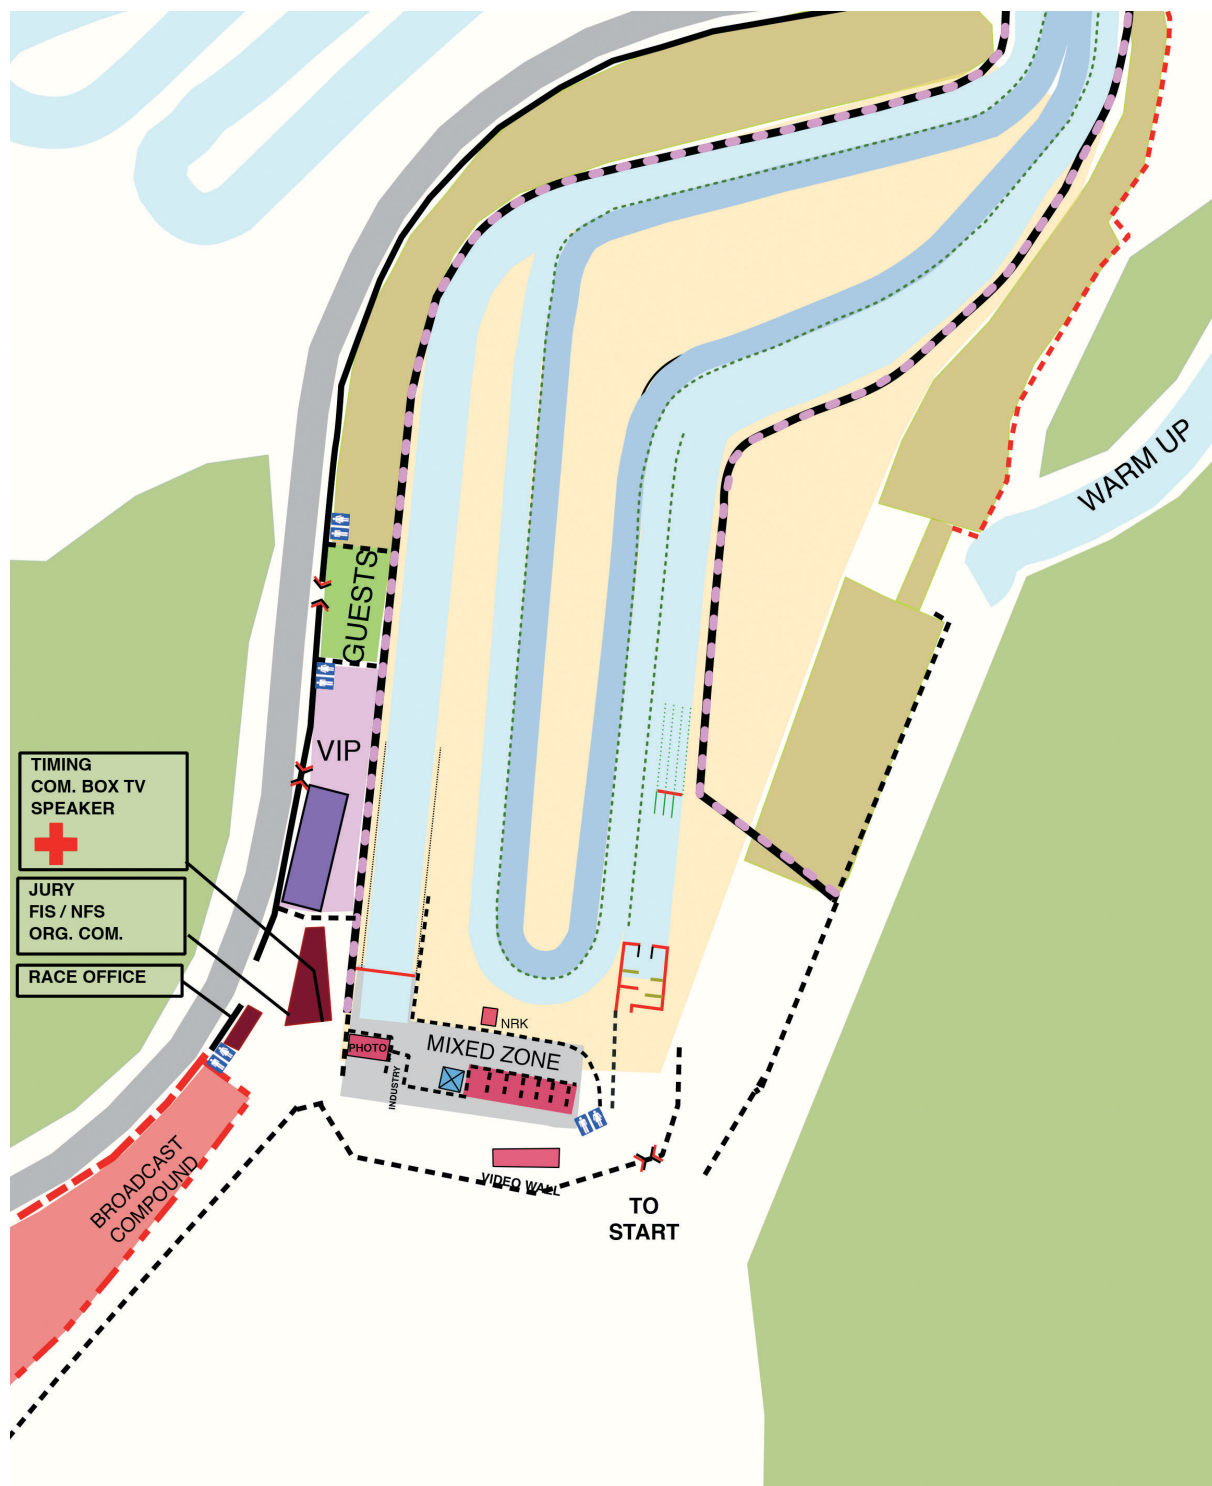 WARM UP
GUESTS
VIP
TIMING
COM. BOX TV
SPEAKER
JURY
FIS / NFS
ORG. COM.
RACE OFFICE
NRK
MIXED ZONE
PHOTO
INDUSTRY
VIDEO WALL
BROADCAST
COMPOUND
TO
START